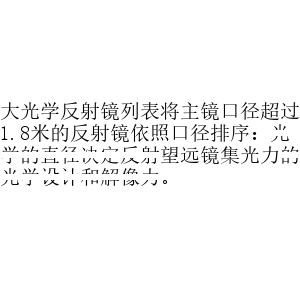 大光学反射镜列表将主镜口径超过
1.8米的反射镜依照口径排序：光
学的直径决定反射望远镜集光力的
光学设计和解像力。